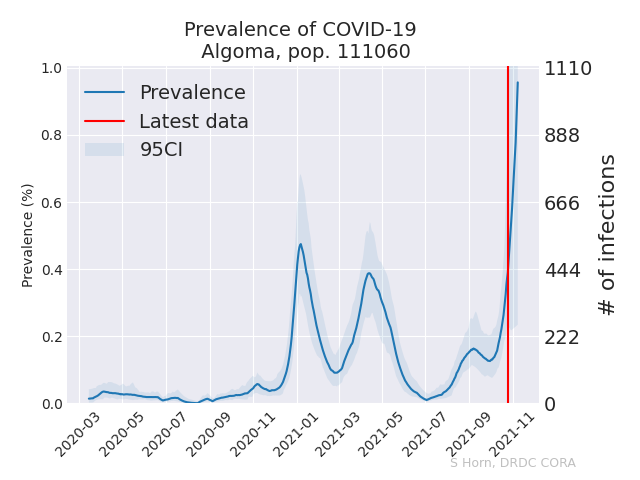 Prevalence of COVID-19
Algoma, pop. 111060
1.0
0.8
0.6
0.4
0.2
0.0
Prevalence (%)
Prevalence
Latest data
95CI
1110
888
666
444
222
0
# of infections
2020-03
2020-05
2020-07
2020-09
2020-11
2021-01
2021-03
2021-05
2021-07
2021-09
2021-11
S Horn, DRDC CORA